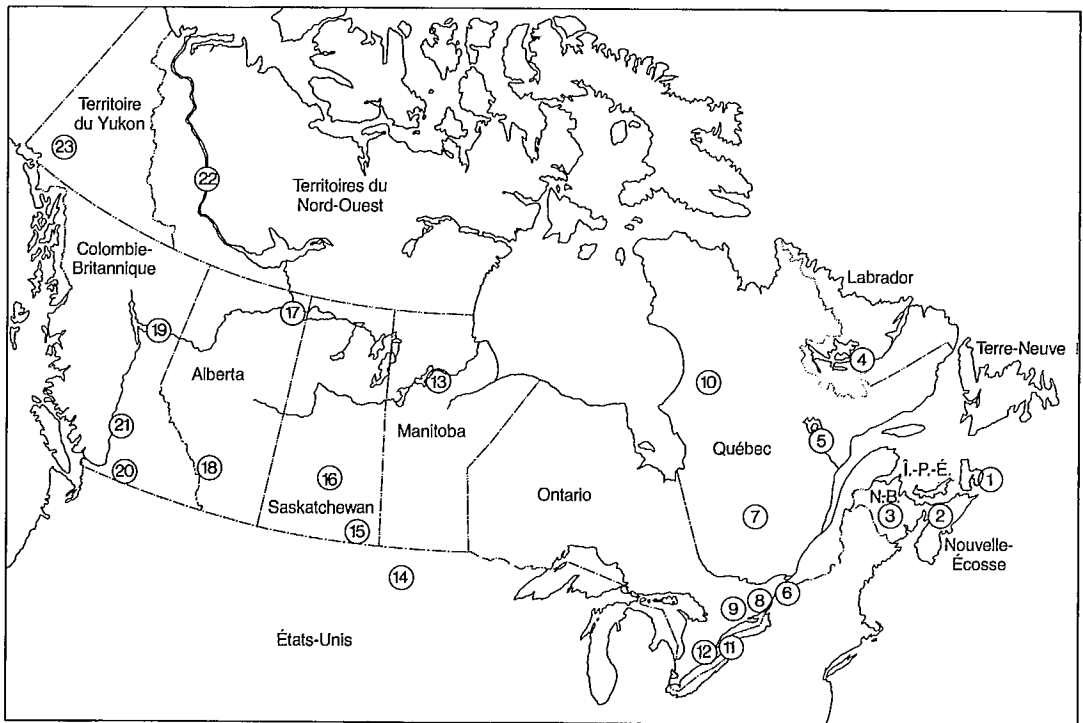 Territoire
du Yukon
23
22
Territoires du
Nord-Ouest
Colombie-
Britannique
Labrador
17
19
Terre-Neuve
4
Alberta
13
10
Manitoba
21
5
Québec
Î.-P.-É.
18
20
16
1
N.-B.
Ontario
Saskatchewan
3
2
7
15
Nouvelle-
Écosse
14
6
8
9
États-Unis
12
11